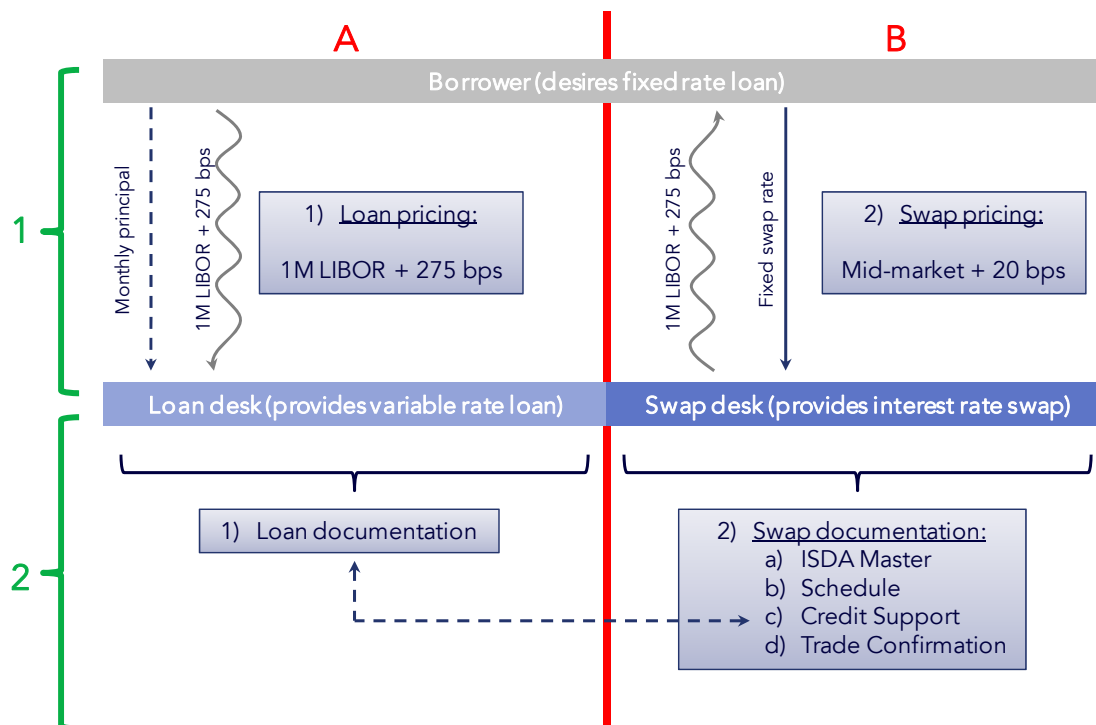 A
B
Borrower (desires fixed rate loan)
1
Monthly principal
1M LIBOR + 275 bps
1) Loan pricing:
1M LIBOR + 275 bps
1M LIBOR + 275 bps
Fixed swap rate
2) Swap pricing:
Mid-market + 20 bps
Loan desk (provides variable rate loan)
Swap desk (provides interest rate swap)
2
1) Loan documentation
2) Swap documentation:
a) ISDA Master
b) Schedule
c) Credit Support
d) Trade Confirmation